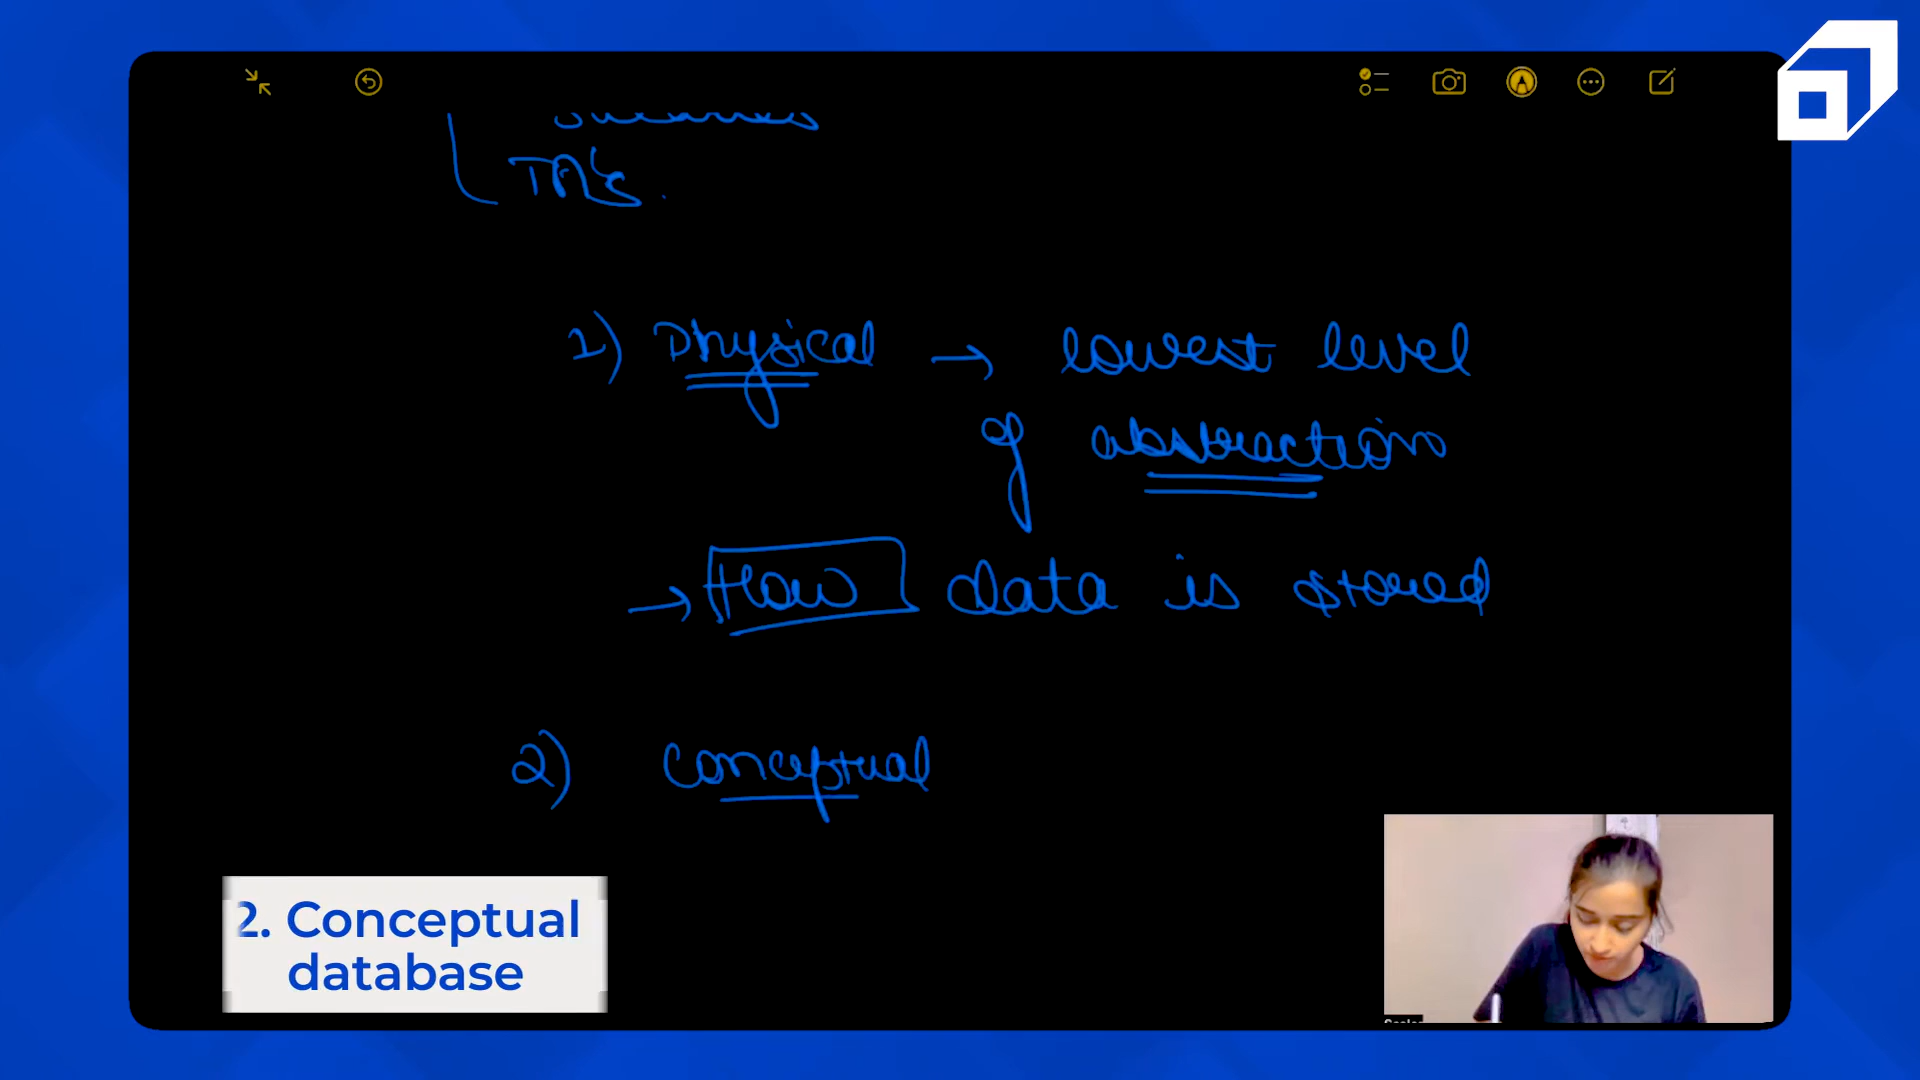 TA's.
1) Physical → lowest level
of abstraction
→ How data is stored
2) conceptual
2. Conceptual
database